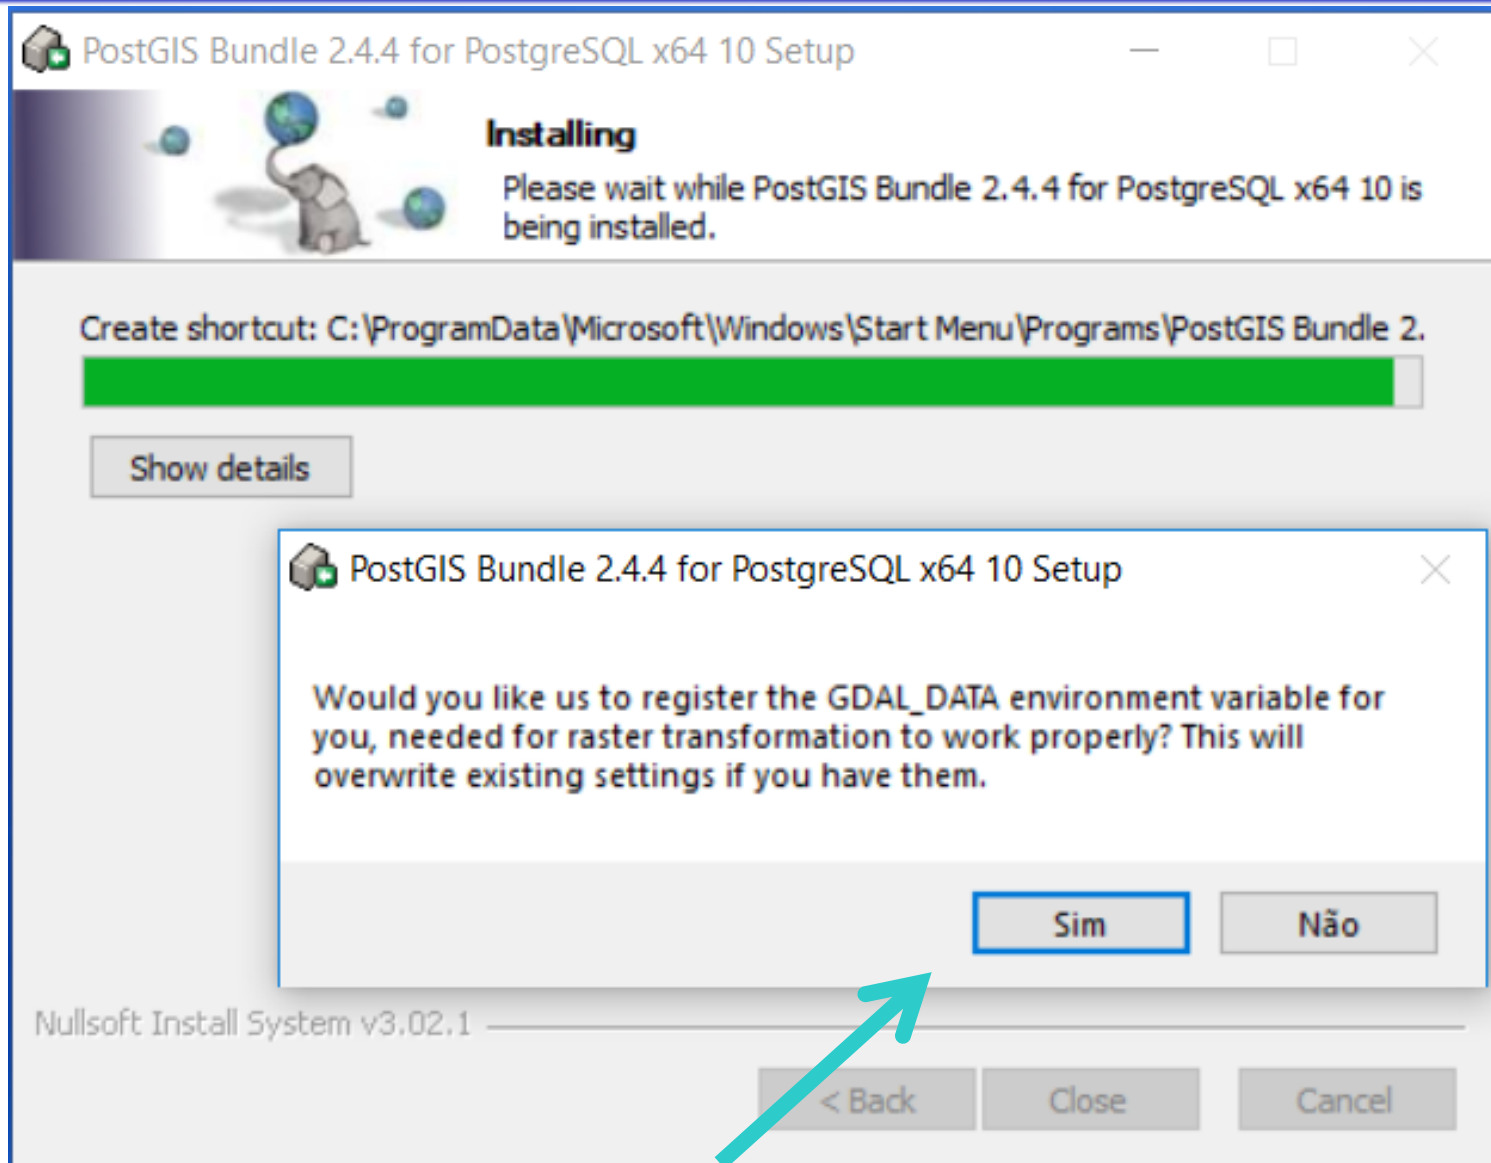 PostGIS Bundle 2.4.4 for PostgreSQL x64 10 Setup
Installing
Please wait while PostGIS Bundle 2.4.4 for PostgreSQL x64 10 is
being installed.
Create shortcut: C:\ProgramData\Microsoft\Windows\Start Menu\Programs\PostGIS Bundle 2.
Show details
PostGIS Bundle 2.4.4 for PostgreSQL x64 10 Setup
Would you like us to register the GDAL_DATA environment variable for
you, needed for raster transformation to work properly? This will
overwrite existing settings if you have them.
Sim
Não
Nullsoft Install System v3.02.1
< Back
Close
Cancel